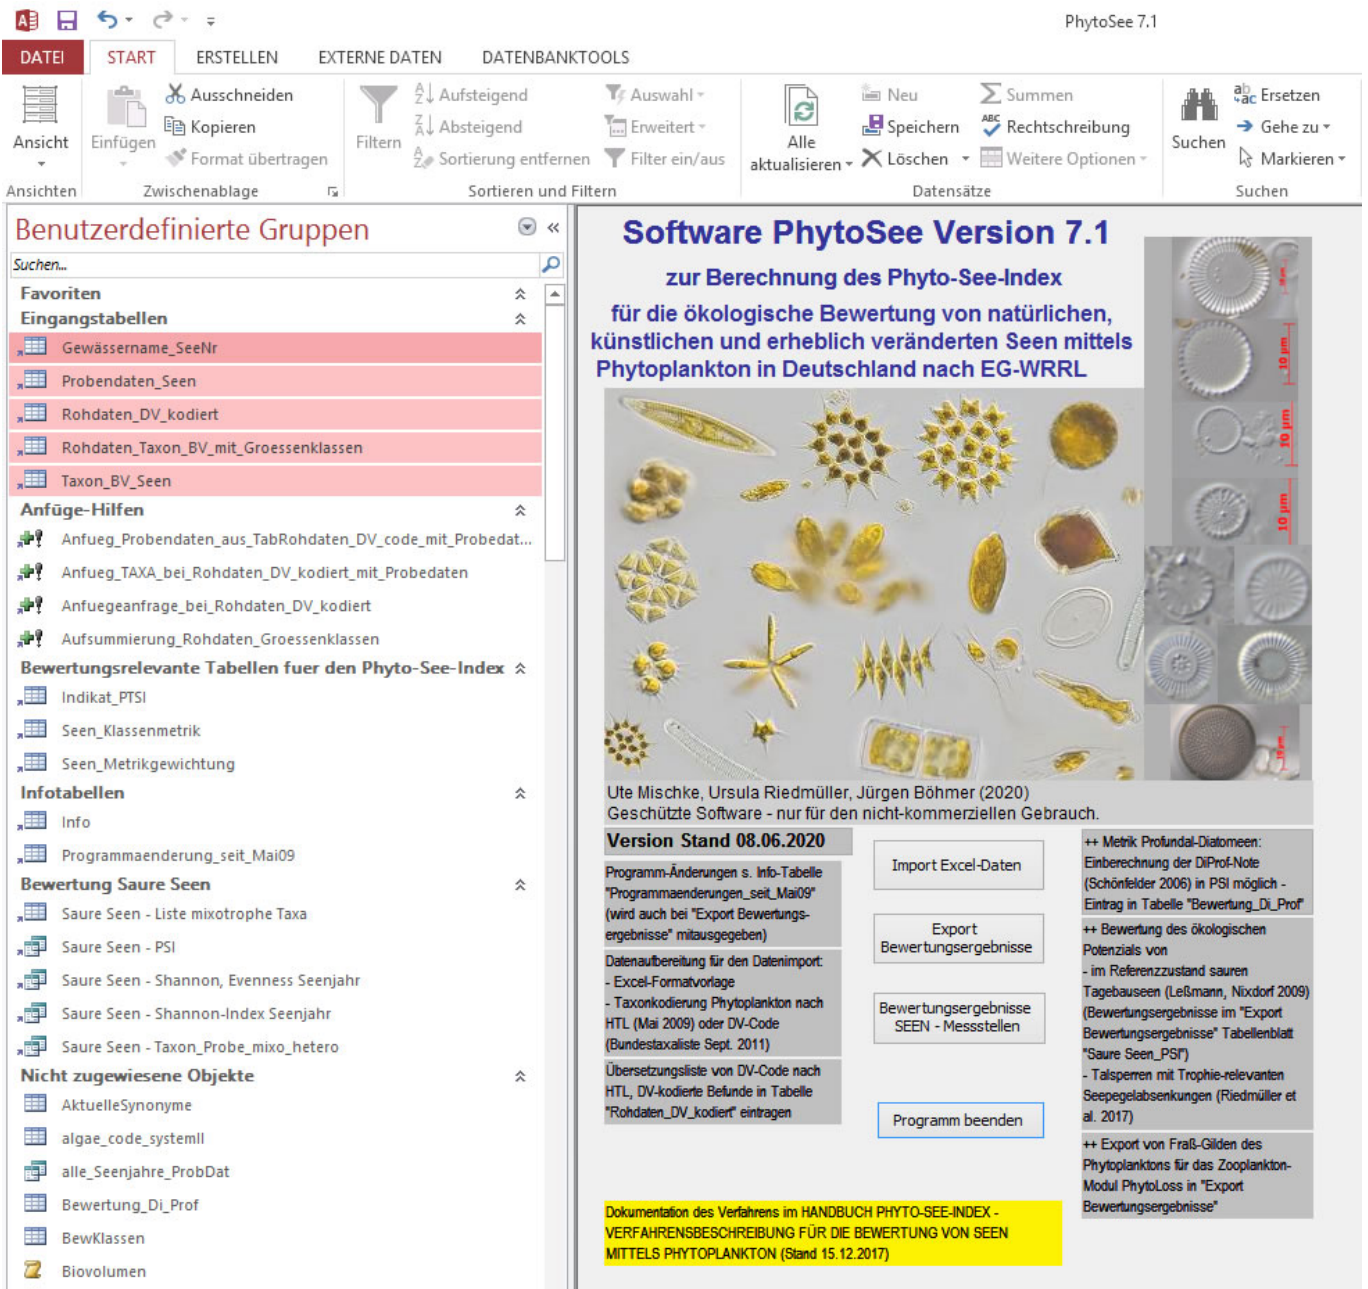 PhytoSee 7.1
DATEI START ERSTELLEN EXTERNE DATEN DATENBANKTOOLS
Ansicht
Einfügen
Ausschneiden
Kopieren
Format übertragen
Filtern
Aufsteigend
Absteigend
Sortierung entfernen
Auswahl
Erweitert
Filter ein/aus
Alle
aktualisieren
Neu
Speichern
Löschen
Summen
Rechtschreibung
Weitere Optionen
Suchen
Ersetzen
Gehe zu
Markieren
Ansichten Zwischenablage Sortieren und Filtern Datensätze Suchen
Benutzerdefinierte Gruppen
Suchen...
Favoriten
Eingangstabellen
Gewässername_SeeNr
Probendaten_Seen
Rohdaten_DV_kodiert
Rohdaten_Taxon_BV_mit_Groessenklassen
Taxon_BV_Seen
Anfüge-Hilfen
Anfueg_Probendaten_aus_TabRohdaten_DV_code_mit_Probedat...
Anfueg_TAXA_bei_Rohdaten_DV_kodiert_mit_Probedaten
Anfuegeanfrage_bei_Rohdaten_DV_kodiert
Aufsummierung_Rohdaten_Groessenklassen
Bewertungsrelevante Tabellen fuer den Phyto-See-Index
Indikat_PTSI
Seen_Klassenmetrik
Seen_Metrikgewichtung
Infotabellen
Info
Programmaenderung_seit_Mai09
Bewertung Saure Seen
Saure Seen - Liste mixotrophe Taxa
Saure Seen - PSI
Saure Seen - Shannon, Evenness Seenjahr
Saure Seen - Shannon-Index Seenjahr
Saure Seen - Taxon_Probe_mixo_hetero
Nicht zugewiesene Objekte
AktuelleSynonyme
algae_code_systemII
alle_Seenjahre_ProbDat
Bewertung_Di_Prof
BewKlassen
Biovolumen
Software PhytoSee Version 7.1
zur Berechnung des Phyto-See-Index
für die ökologische Bewertung von natürlichen,
künstlichen und erheblich veränderten Seen mittels
Phytoplankton in Deutschland nach EG-WRRL
10 µm
10 µm
10 µm
10 µm
10 µm
Ute Mischke, Ursula Riedmüller, Jürgen Böhmer (2020)
Geschützte Software - nur für den nicht-kommerziellen Gebrauch.
Version Stand 08.06.2020
Programm-Änderungen s. Info-Tabelle
"Programmaenderungen_seit_Mai09"
(wird auch bei "Export Bewertungs-
ergebnisse" mitausgegeben)
Datenaufbereitung für den Datenimport:
- Excel-Formatvorlage
- Taxonkodierung Phytoplankton nach
HTL (Mai 2009) oder DV-Code
(Bundestaxaliste Sept. 2011)
Übersetzungsliste von DV-Code nach
HTL, DV-kodierte Befunde in Tabelle
"Rohdaten_DV_kodiert" eintragen
Import Excel-Daten
Export
Bewertungsergebnisse
Bewertungsergebnisse
SEEN - Messstellen
Programm beenden
++ Metrik Profundal-Diatomeen:
Einberechnung der DiProf-Note
(Schönfelder 2006) in PSI möglich -
Eintrag in Tabelle "Bewertung_Di_Prof"
++ Bewertung des ökologischen
Potenzials von
- im Referenzzustand sauren
Tagebauseen (Leßmann, Nixdorf 2009)
(Bewertungsergebnisse im "Export
Bewertungsergebnisse" Tabellenblatt
"Saure Seen_PSI")
- Talsperren mit Trophie-relevanten
Seepegelabsenkungen (Riedmüller et
al. 2017)
++ Export von Fraß-Gilden des
Phytoplanktons für das Zooplankton-
Modul PhytoLoss in "Export
Bewertungsergebnisse"
Dokumentation des Verfahrens im HANDBUCH PHYTO-SEE-INDEX -
VERFAHRENSBESCHREIBUNG FÜR DIE BEWERTUNG VON SEEN
MITTELS PHYTOPLANKTON (Stand 15.12.2017)